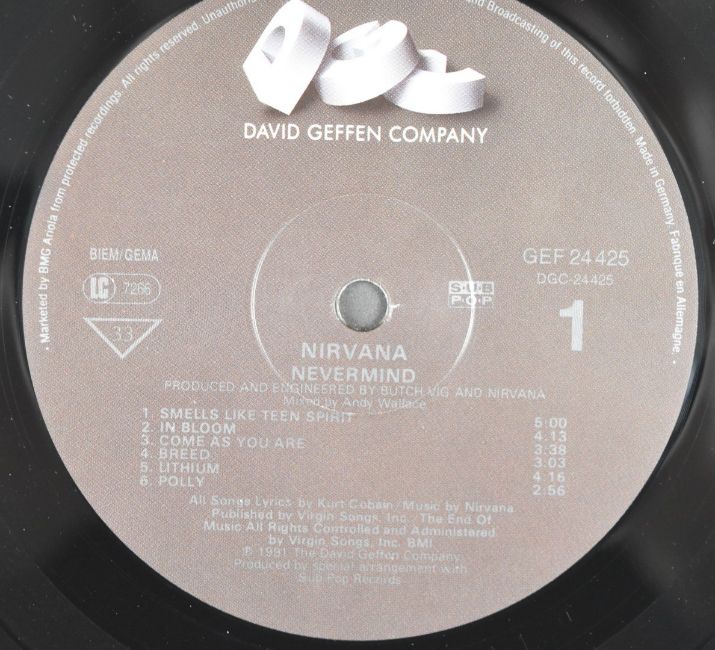 reserved. Unauthorized
and Broadcasting of this record forbidden. Made in Germany. Fabriqué en Allemagne.
• Marketed by BMG Ariola from protected recordings. All rights reserved.
DGC
DAVID GEFFEN COMPANY
BIEM/GEMA
LC 7266
33
GEF 24 425
DGC-24425
SUB
POP
1
NIRVANA
NEVERMIND
PRODUCED AND ENGINEERED BY BUTCH VIG AND NIRVANA
Mixed by Andy Wallace
1. SMELLS LIKE TEEN SPIRIT 5:00
2. IN BLOOM 4.13
3. COME AS YOU ARE 3:38
4. BREED 3.03
5. LITHIUM 4 16
6. POLLY 2:56
All Songs Lyrics by Kurt Cobain/Music by Nirvana
Published by Virgin Songs, Inc./The End Of
Music All Rights Controlled and Administered
by Virgin Songs, Inc. BMI
℗ 1991 The David Geffen Company
Produced by special arrangement with
Sub Pop Records